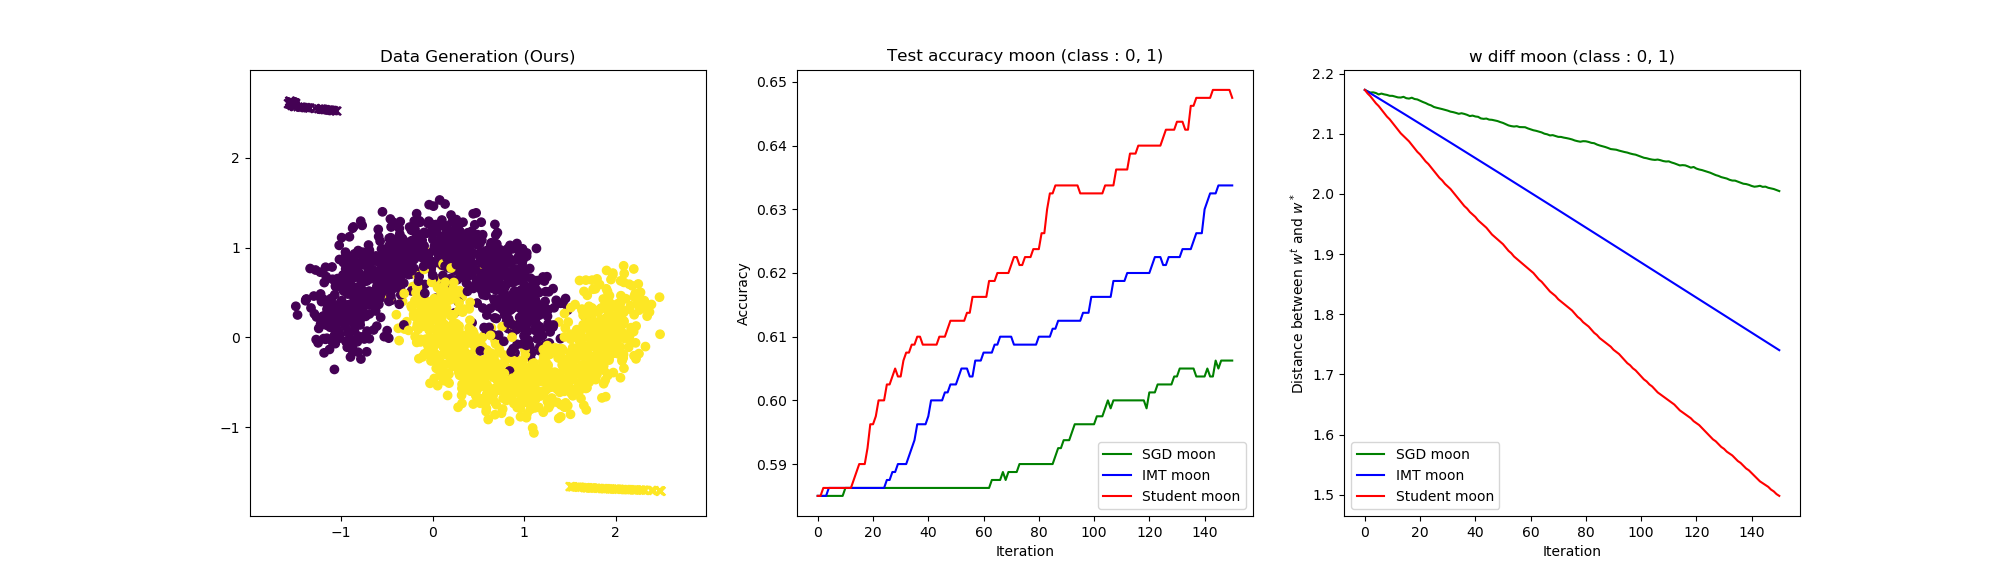 Data Generation (Ours)
2
1
0
−1
−1 0 1 2
Test accuracy moon (class : 0, 1)
Accuracy
0.65
0.64
0.63
0.62
0.61
0.60
0.59
SGD moon
IMT moon
Student moon
0 20 40 60 80 100 120 140
Iteration
w diff moon (class : 0, 1)
Distance between w^t and w^*
2.2
2.1
2.0
1.9
1.8
1.7
1.6
1.5
SGD moon
IMT moon
Student moon
0 20 40 60 80 100 120 140
Iteration